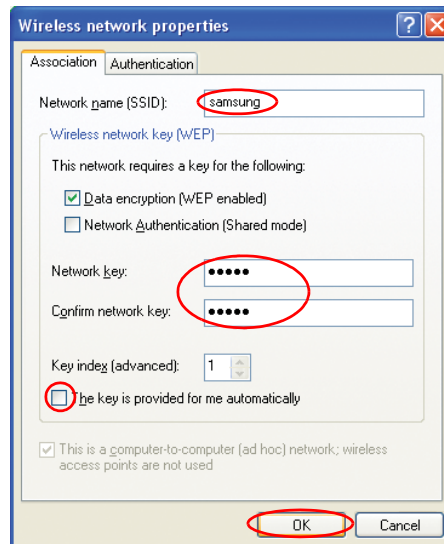 Wireless network properties
Association Authentication
Network name (SSID): samsung
Wireless network key (WEP)
This network requires a key for the following:
Data encryption (WEP enabled)
Network Authentication (Shared mode)
Network key: •••••
Confirm network key: •••••
Key index (advanced): 1
The key is provided for me automatically
This is a computer-to-computer (ad hoc) network; wireless
access points are not used
OK Cancel